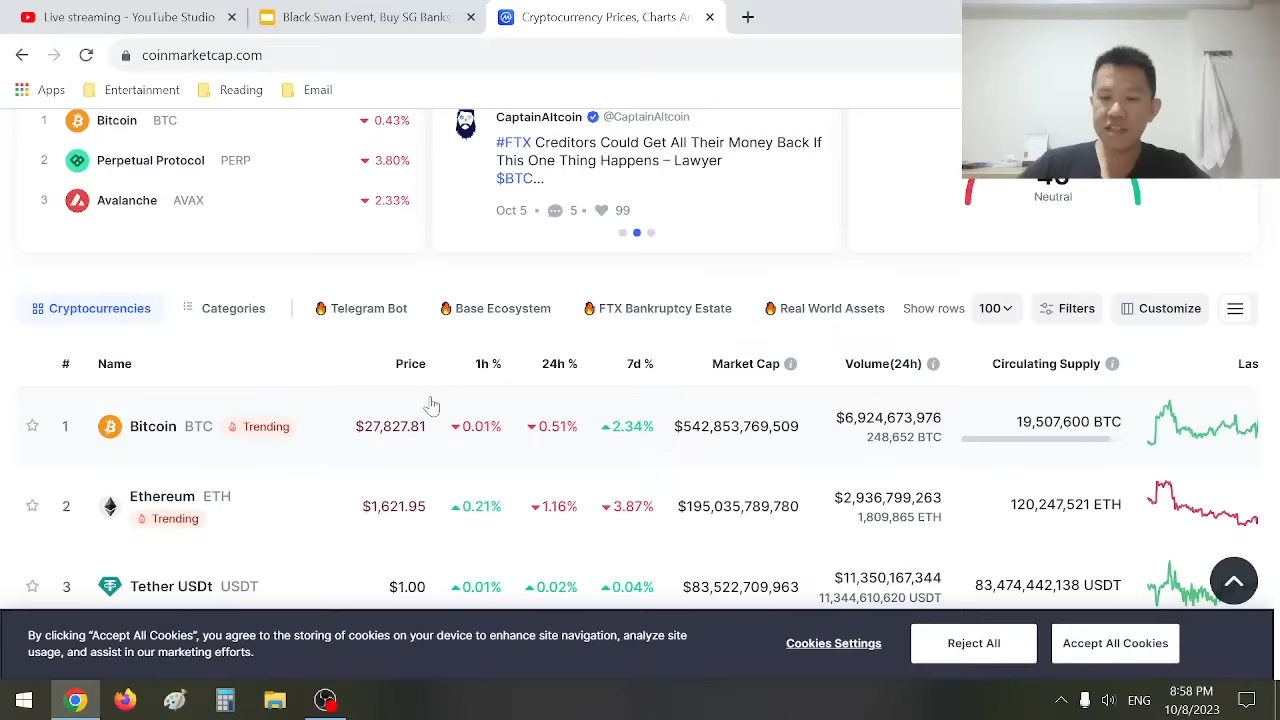 Live streaming - YouTube Studio
Black Swan Event, Buy SG Banks
Cryptocurrency Prices, Charts An
coinmarketcap.com
Apps
Entertainment
Reading
Email
1 Bitcoin BTC 0.43%
2 Perpetual Protocol PERP 3.80%
3 Avalanche AVAX 2.33%
CaptainAltcoin @CaptainAltcoin
#FTX Creditors Could Get All Their Money Back If
This One Thing Happens – Lawyer
$BTC...
Oct 5 • 5 • 99
Neutral
Cryptocurrencies
Categories
Telegram Bot
Base Ecosystem
FTX Bankruptcy Estate
Real World Assets
Show rows
100
Filters
Customize
# Name Price 1h % 24h % 7d % Market Cap Volume(24h) Circulating Supply Las
1 Bitcoin BTC Trending $27,827.81 0.01% 0.51% 2.34% $542,853,769,509 $6,924,673,976 19,507,600 BTC
248,652 BTC
2 Ethereum ETH $1,621.95 0.21% 1.16% 3.87% $195,035,789,780 $2,936,799,263 120,247,521 ETH
Trending 1,809,865 ETH
3 Tether USDt USDT $1.00 0.01% 0.02% 0.04% $83,522,709,963 $11,350,167,344 83,474,442,138 USDT
11,344,610,620 USDT
By clicking “Accept All Cookies”, you agree to the storing of cookies on your device to enhance site navigation, analyze site
usage, and assist in our marketing efforts.
Cookies Settings
Reject All
Accept All Cookies
ENG
8:58 PM
10/8/2023